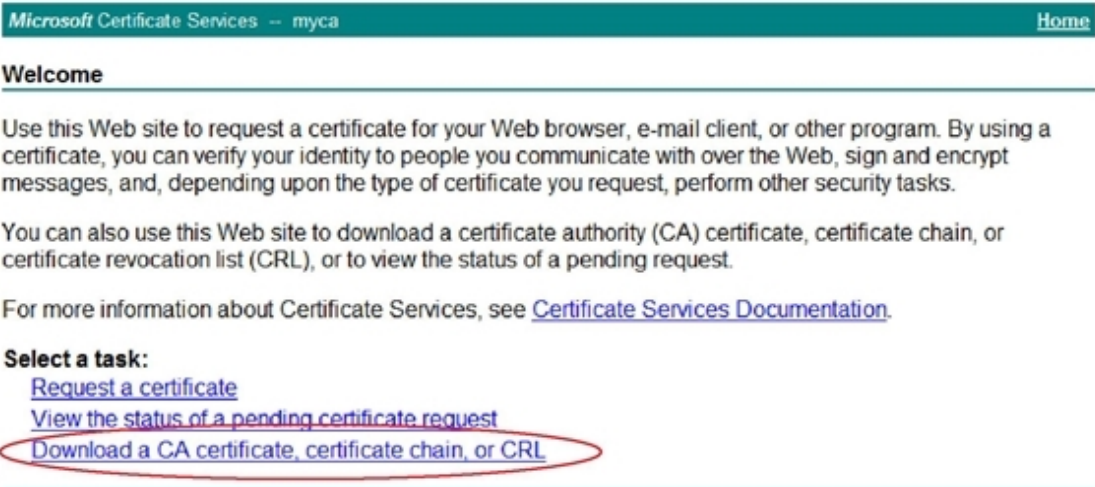 Microsoft Certificate Services -- myca Home
Welcome
Use this Web site to request a certificate for your Web browser, e-mail client, or other program. By using a
certificate, you can verify your identity to people you communicate with over the Web, sign and encrypt
messages, and, depending upon the type of certificate you request, perform other security tasks.
You can also use this Web site to download a certificate authority (CA) certificate, certificate chain, or
certificate revocation list (CRL), or to view the status of a pending request.
For more information about Certificate Services, see Certificate Services Documentation.
Select a task:
Request a certificate
View the status of a pending certificate request
Download a CA certificate, certificate chain, or CRL